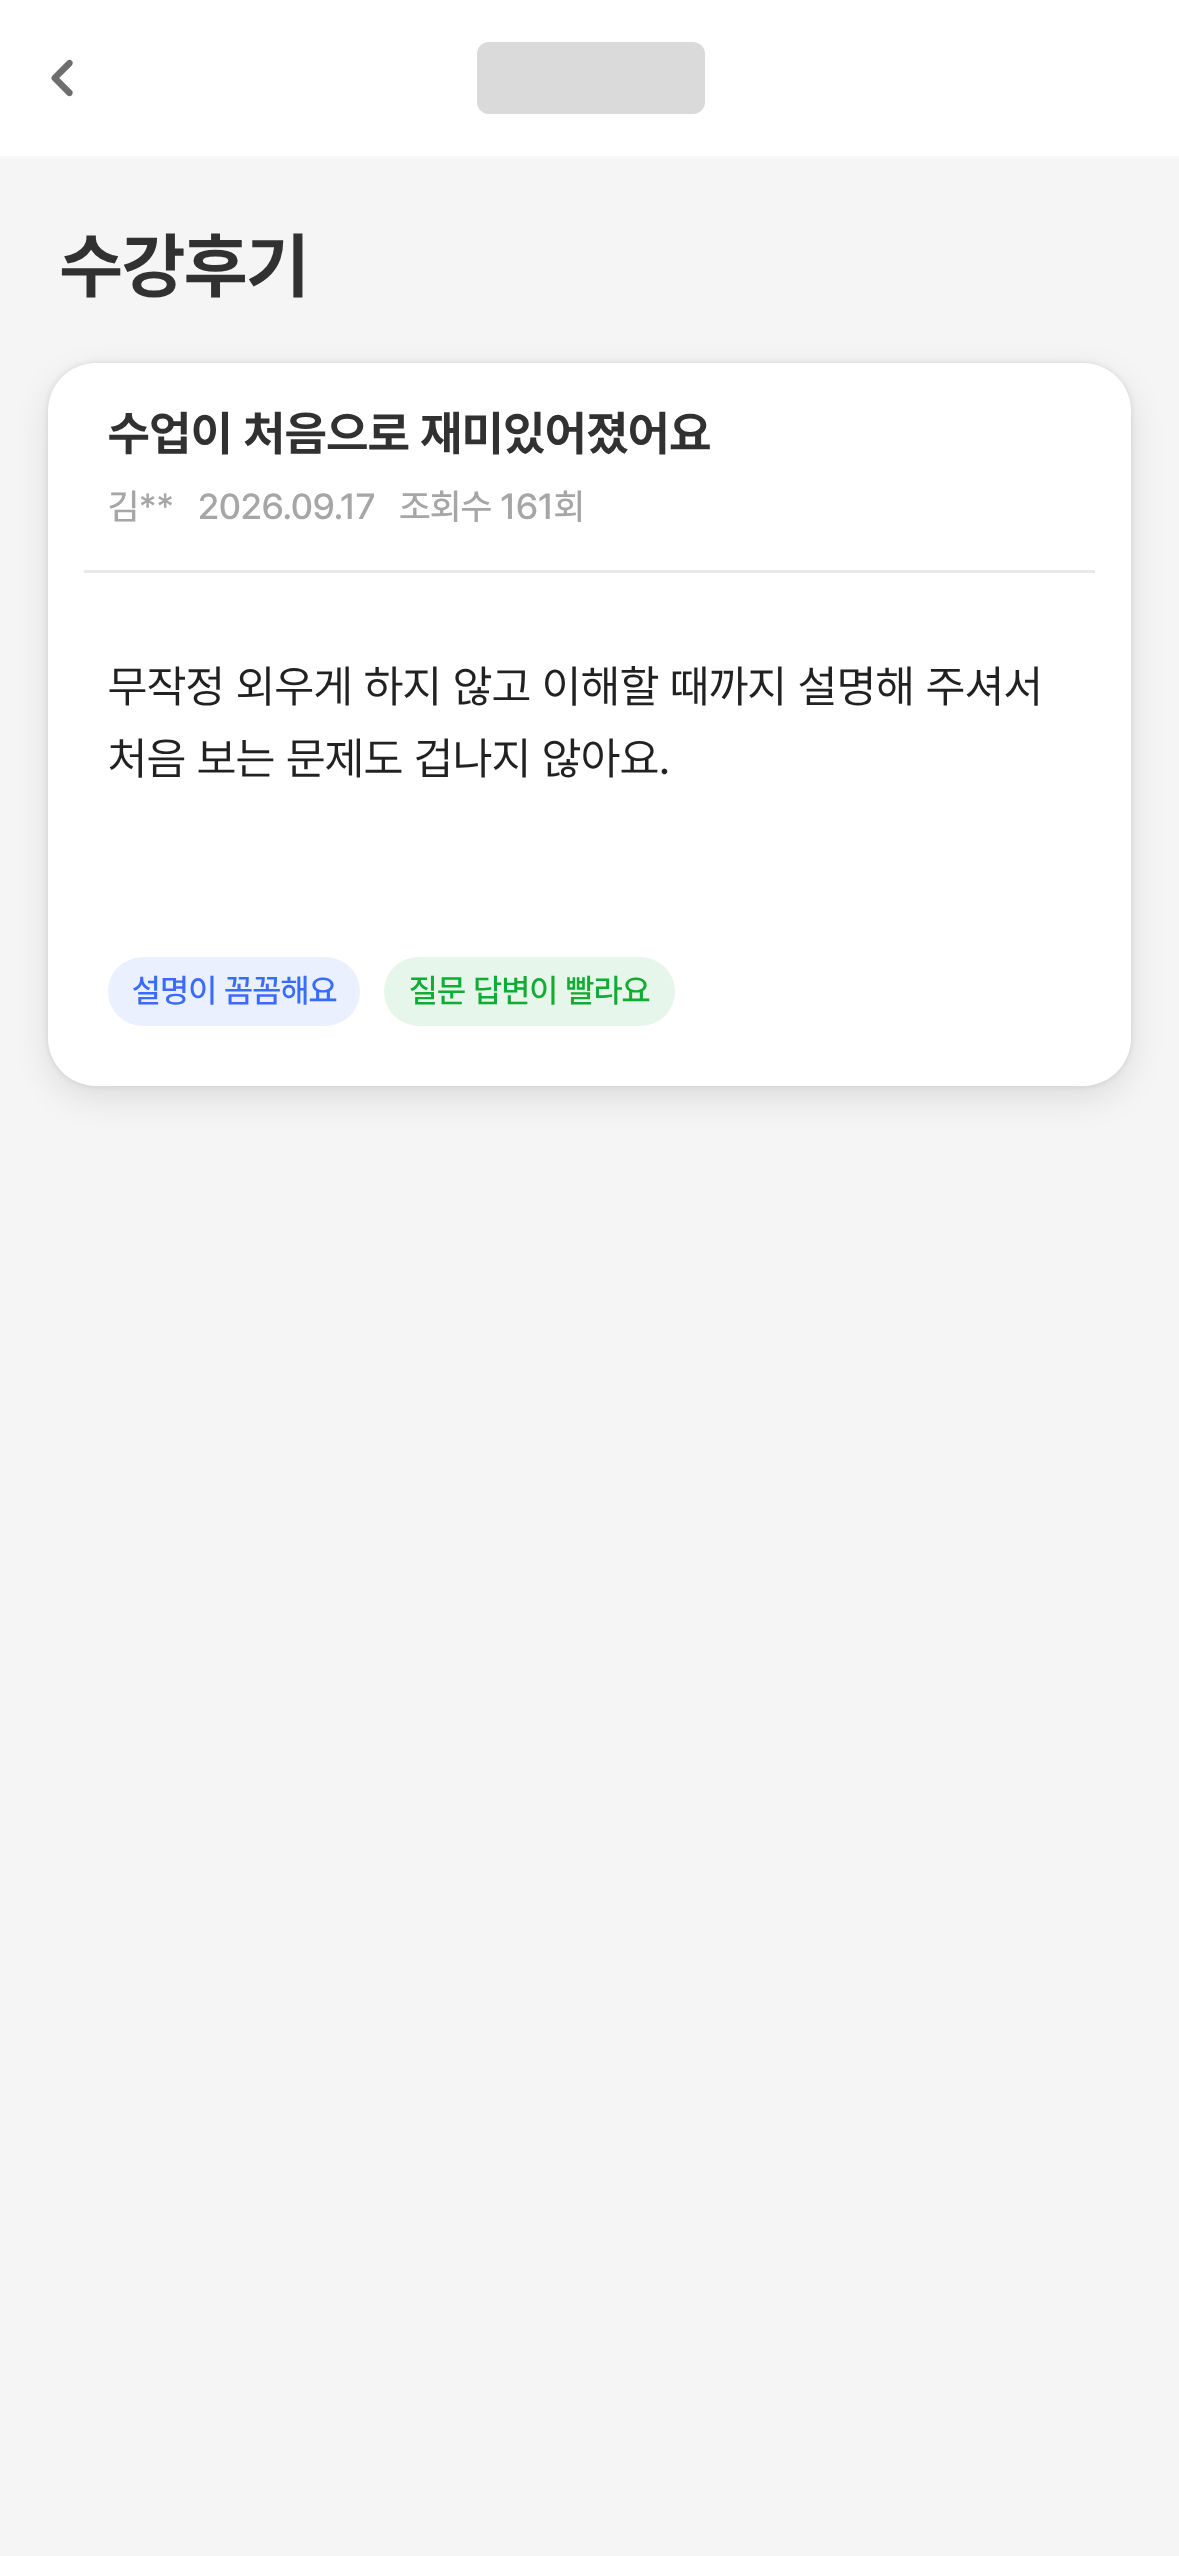 수강후기
수업이 처음으로 재미있어졌어요
김** 2026.09.17 조회수 161회
무작정 외우게 하지 않고 이해할 때까지 설명해 주셔서
처음 보는 문제도 겁나지 않아요.
설명이 꼼꼼해요 질문 답변이 빨라요